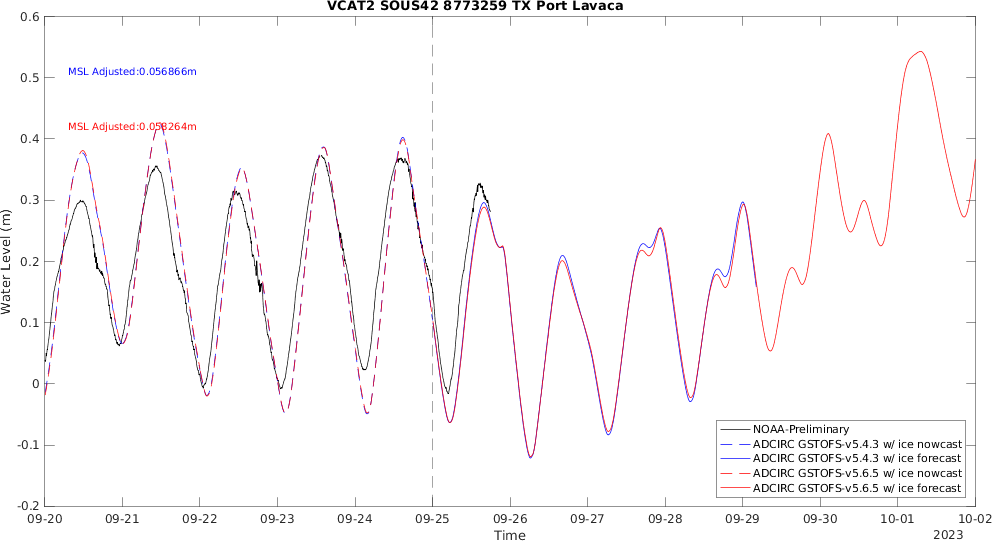 VCAT2 SOUS42 8773259 TX Port Lavaca
0.6
0.5
0.4
0.3
0.2
0.1
0
-0.1
-0.2
Water Level (m)
MSL Adjusted:0.056866m
MSL Adjusted:0.058264m
NOAA-Preliminary
ADCIRC GSTOFS-v5.4.3 w/ ice nowcast
ADCIRC GSTOFS-v5.4.3 w/ ice forecast
ADCIRC GSTOFS-v5.6.5 w/ ice nowcast
ADCIRC GSTOFS-v5.6.5 w/ ice forecast
09-20 09-21 09-22 09-23 09-24 09-25 09-26 09-27 09-28 09-29 09-30 10-01 10-02
Time
2023